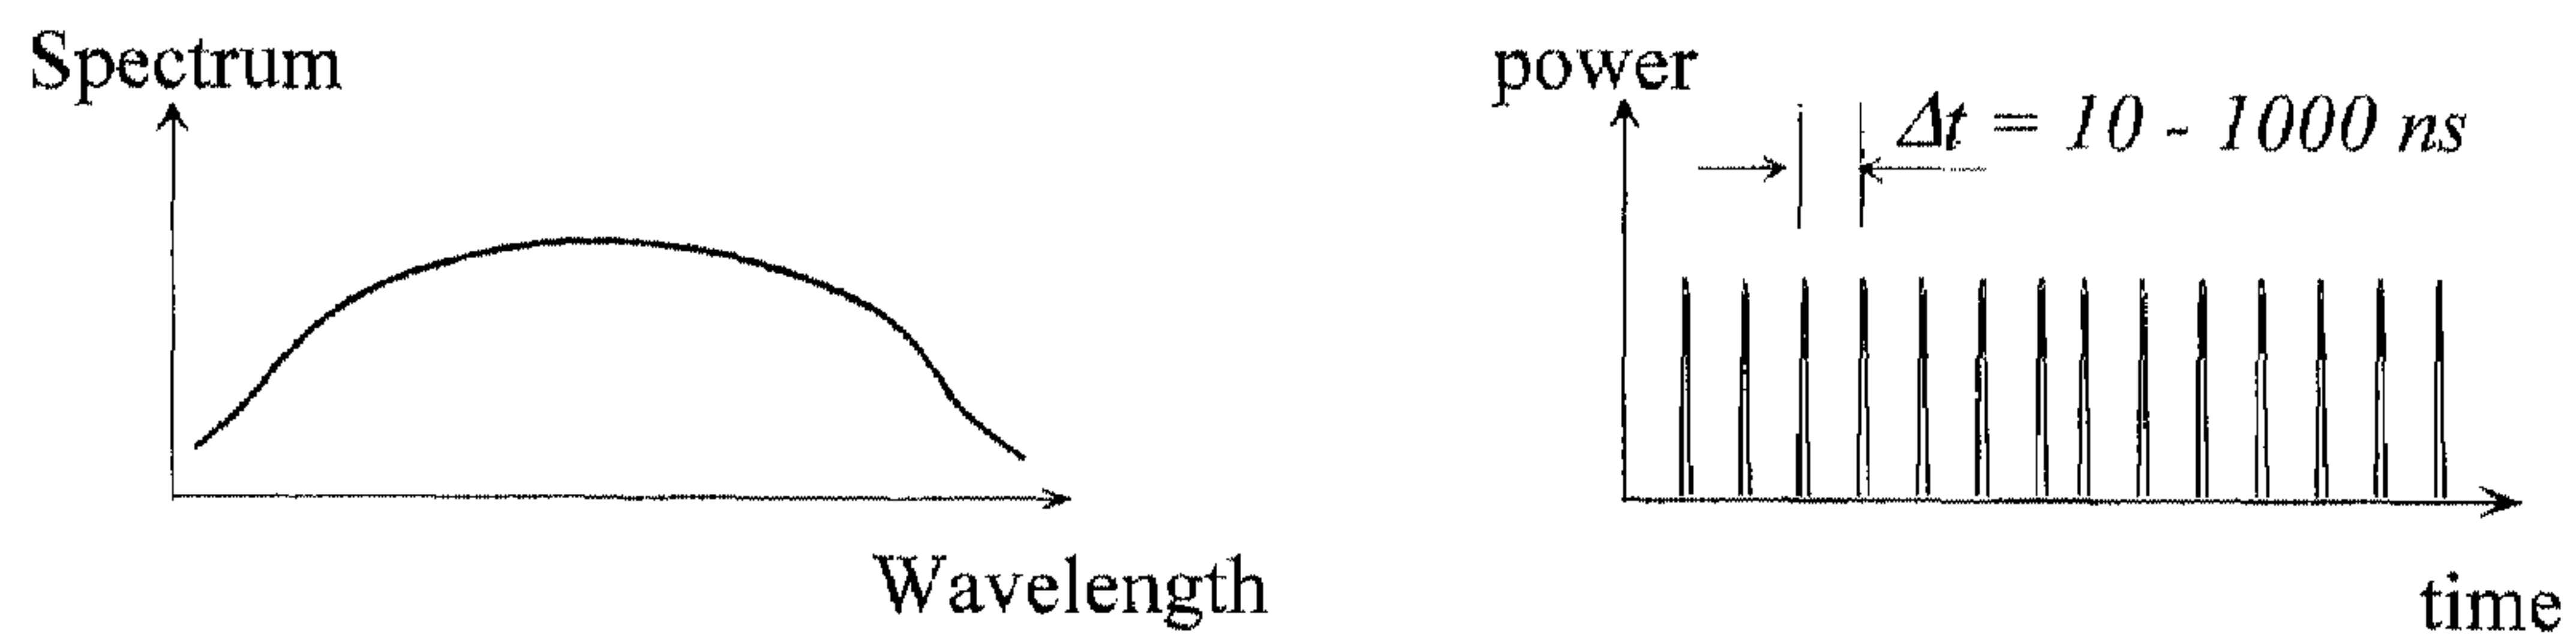 Spectrum
Wavelength
power
Δt = 10 - 1000 ns
time